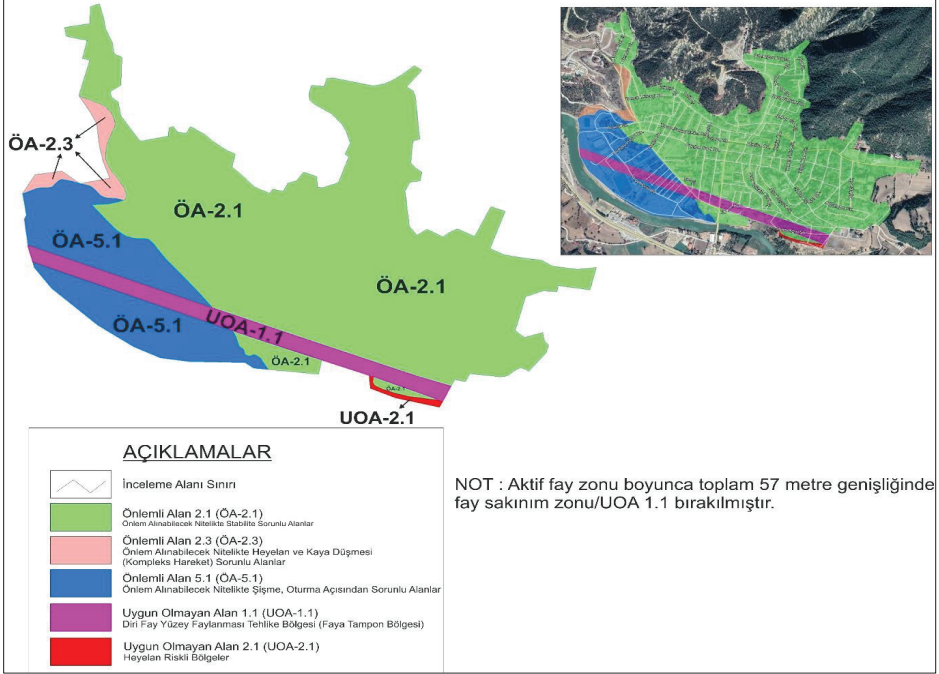 ÖA-2.3
ÖA-2.1
ÖA-5.1
ÖA-2.1
UOA-1.1
ÖA-5.1
ÖA-2.1
ÖA-2.1
UOA-2.1
AÇIKLAMALAR
İnceleme Alanı Sınırı
Önlemli Alan 2.1 (ÖA-2.1)
Önlem Alınabilecek Nitelikte Stabilite Sorunlu Alanlar
Önlemli Alan 2.3 (ÖA-2.3)
Önlem Alınabilecek Nitelikte Heyelan ve Kaya Düşmesi
(Kompleks Hareket) Sorunlu Alanlar
Önlemli Alan 5.1 (ÖA-5.1)
Önlem Alınabilecek Nitelikte Şişme, Oturma Açısından Sorunlu Alanlar
Uygun Olmayan Alan 1.1 (UOA-1.1)
Diri Fay Yüzey Faylanması Tehlike Bölgesi (Faya Tampon Bölgesi)
Uygun Olmayan Alan 2.1 (UOA-2.1)
Heyelan Riskli Bölgeler
NOT : Aktif fay zonu boyunca toplam 57 metre genişliğinde
fay sakınım zonu/UOA 1.1 bırakılmıştır.